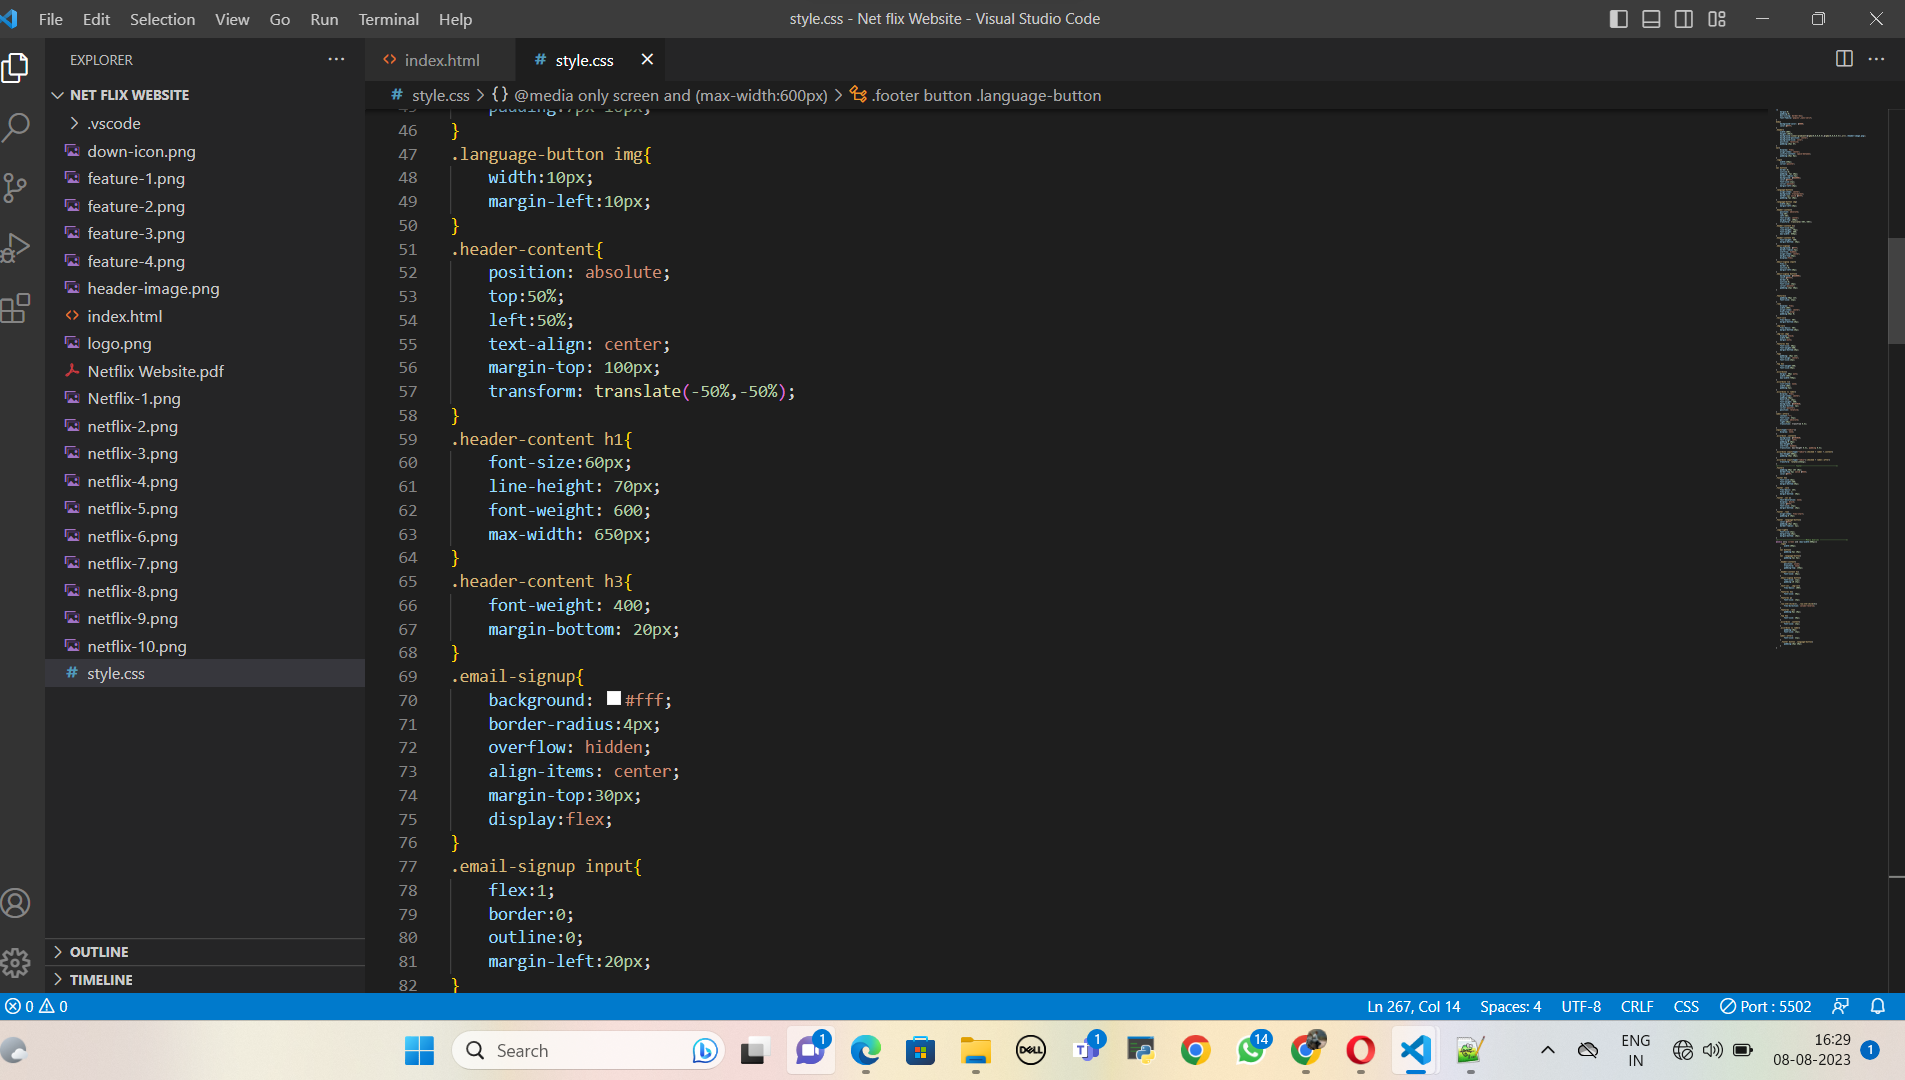 File Edit Selection View Go Run Terminal Help
style.css - Net flix Website - Visual Studio Code
EXPLORER
index.html
# style.css
NET FLIX WEBSITE
# style.css > {} @media only screen and (max-width:600px) > .footer button .language-button
.vscode
down-icon.png
feature-1.png
feature-2.png
feature-3.png
feature-4.png
header-image.png
index.html
logo.png
Netflix Website.pdf
Netflix-1.png
netflix-2.png
netflix-3.png
netflix-4.png
netflix-5.png
netflix-6.png
netflix-7.png
netflix-8.png
netflix-9.png
netflix-10.png
# style.css
OUTLINE
TIMELINE
46 }
47 .language-button img{
48 width:10px;
49 margin-left:10px;
50 }
51 .header-content{
52 position: absolute;
53 top:50%;
54 left:50%;
55 text-align: center;
56 margin-top: 100px;
57 transform: translate(-50%,-50%);
58 }
59 .header-content h1{
60 font-size:60px;
61 line-height: 70px;
62 font-weight: 600;
63 max-width: 650px;
64 }
65 .header-content h3{
66 font-weight: 400;
67 margin-bottom: 20px;
68 }
69 .email-signup{
70 background: #fff;
71 border-radius:4px;
72 overflow: hidden;
73 align-items: center;
74 margin-top:30px;
75 display:flex;
76 }
77 .email-signup input{
78 flex:1;
79 border:0;
80 outline:0;
81 margin-left:20px;
82 }
0 0
Ln 267, Col 14 Spaces: 4 UTF-8 CRLF CSS Port : 5502
Search
1
DELL
T
1
14
ENG
IN
16:29
08-08-2023
1